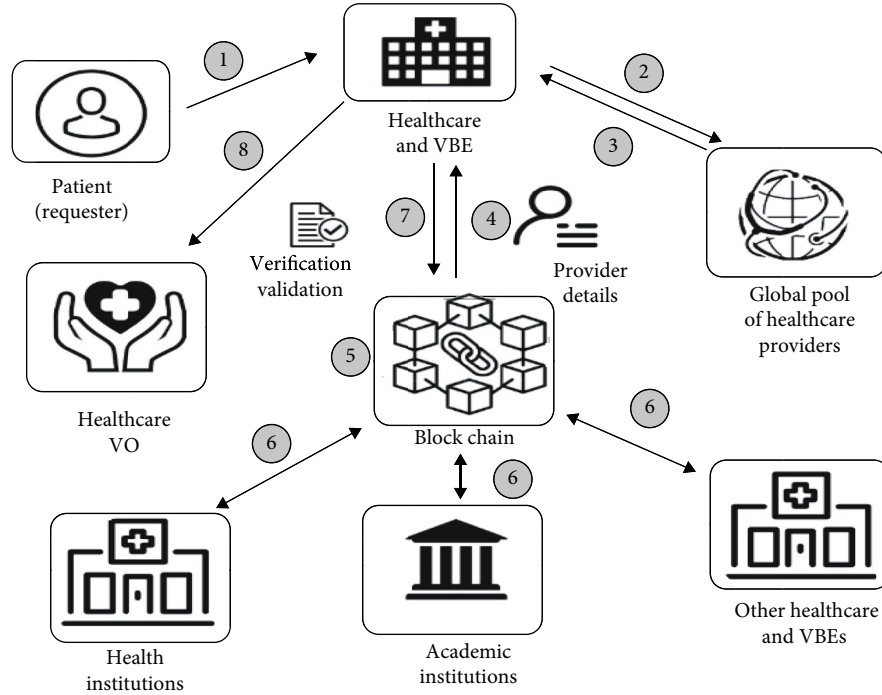 1
2
3
8
Healthcare
and VBE
Patient
(requester)
7
4
Verification
validation
Provider
details
Global pool
of healthcare
providers
5
Healthcare
VO
Block chain
6
6
6
Health
institutions
Academic
institutions
Other healthcare
and VBEs